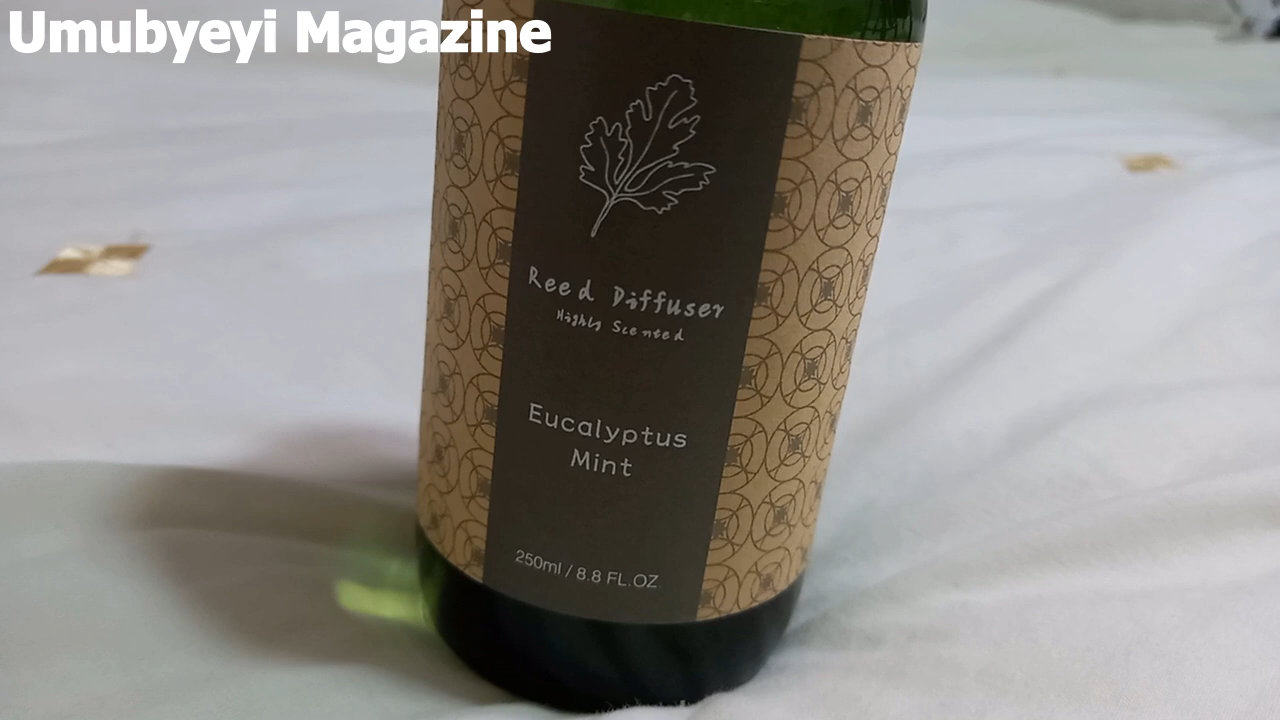 Umubyeyi Magazine
Reed Diffuser
Highly Scented
Eucalyptus
Mint
250ml / 8.8 FL.OZ